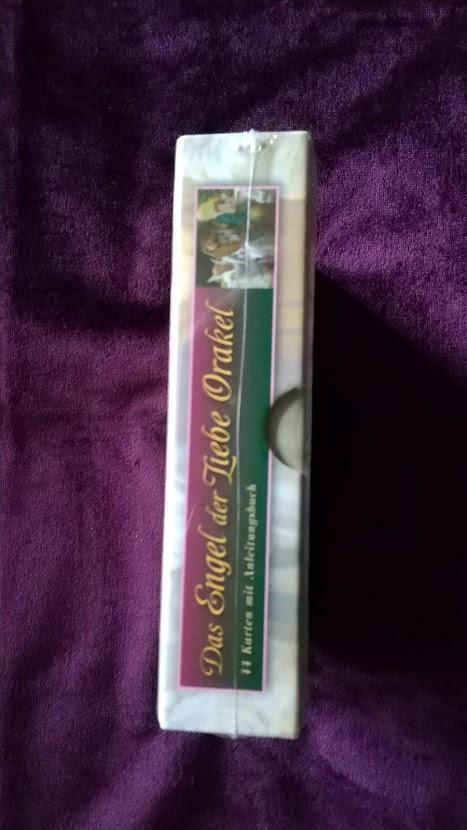 Das Engel der Liebe Orakel
44 Karten mit Anleitungsbuch